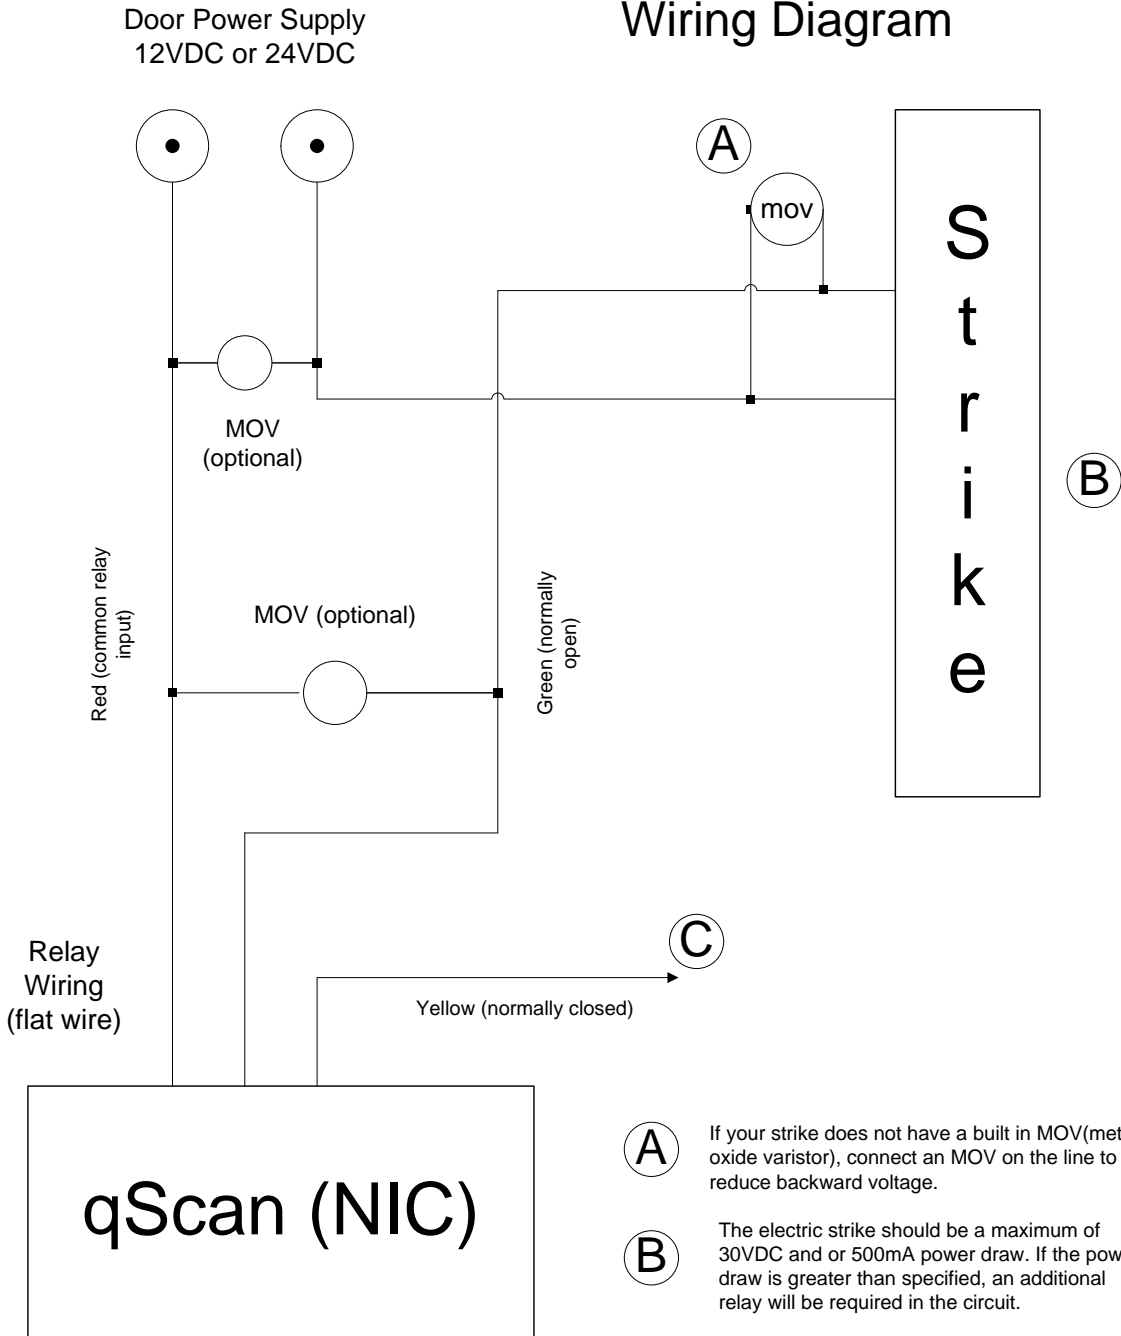 Wiring Diagram
Door Power Supply
12VDC or 24VDC
A
mov
Strike
MOV
(optional)
B
Red (common relay
input)
MOV (optional)
Green (normally
open)
C
Relay
Wiring
(flat wire)
Yellow (normally closed)
qScan (NIC)
A
If your strike does not have a built in MOV(met
oxide varistor), connect an MOV on the line to
reduce backward voltage.
B
The electric strike should be a maximum of
30VDC and or 500mA power draw. If the pow
draw is greater than specified, an additional
relay will be required in the circuit.